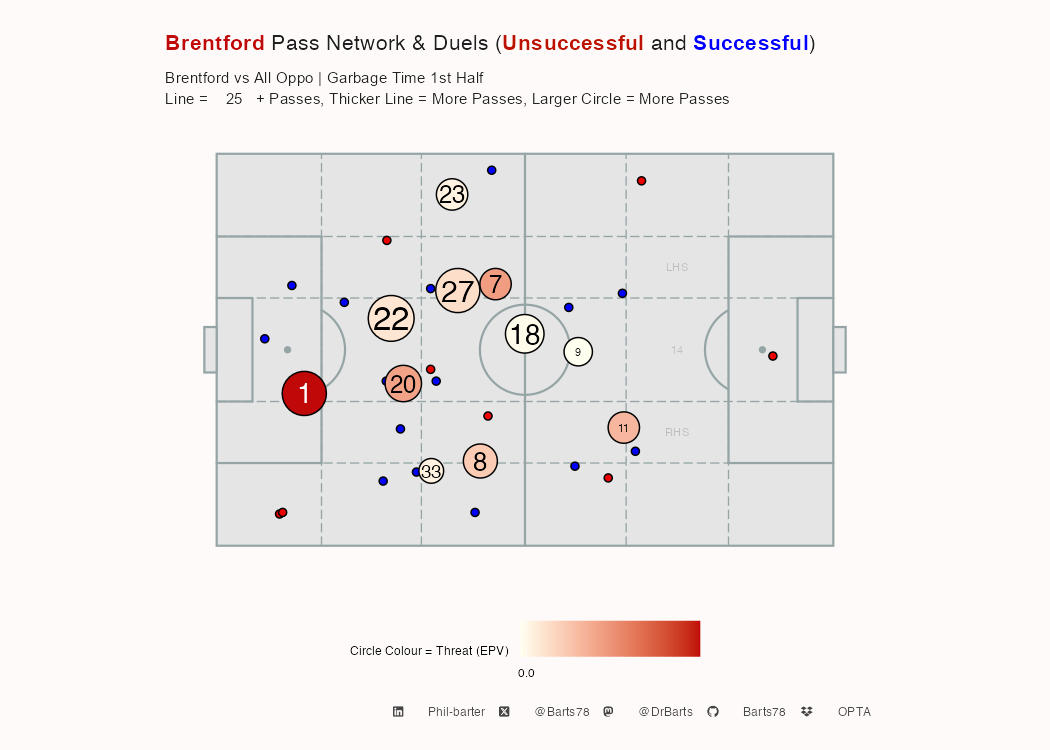 Brentford Pass Network & Duels (Unsuccessful and Successful)
Brentford vs All Oppo | Garbage Time 1st Half
Line = 25 + Passes, Thicker Line = More Passes, Larger Circle = More Passes
23
LHS
27
7
22
18
9
14
20
1
11
RHS
8
33
Circle Colour = Threat (EPV)
0.0
Phil-barter @Barts78 @DrBarts Barts78 OPTA